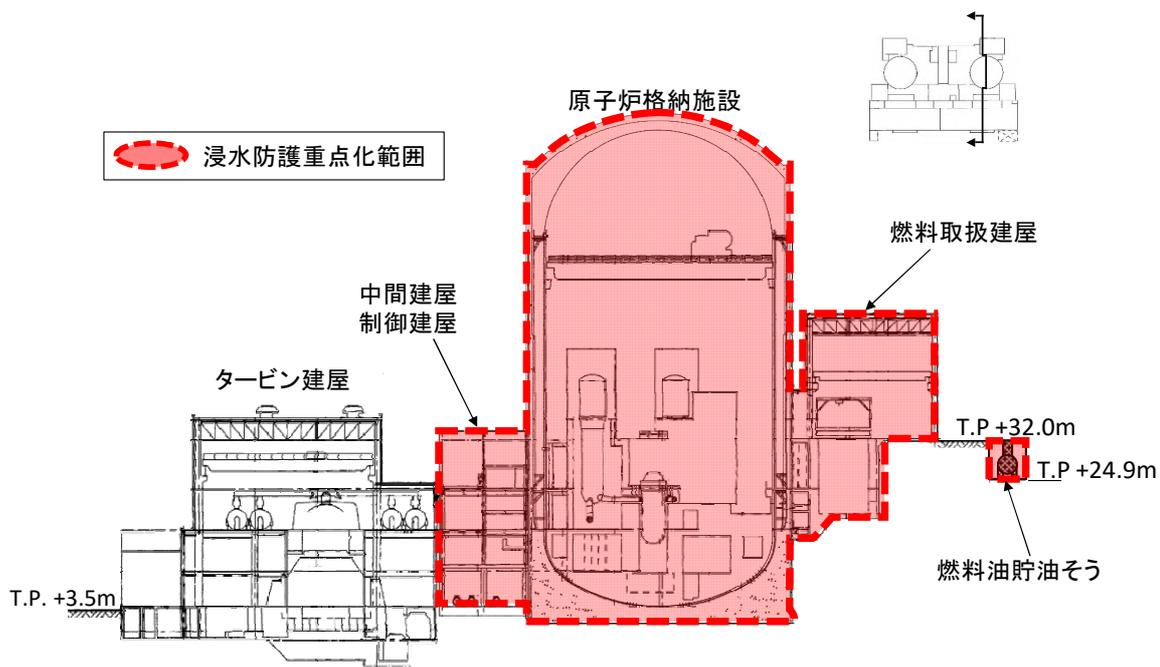 原子炉格納施設
浸水防護重点化範囲
燃料取扱建屋
中間建屋
制御建屋
タービン建屋
T.P +32.0m
T.P +24.9m
燃料油貯油そう
T.P. +3.5m